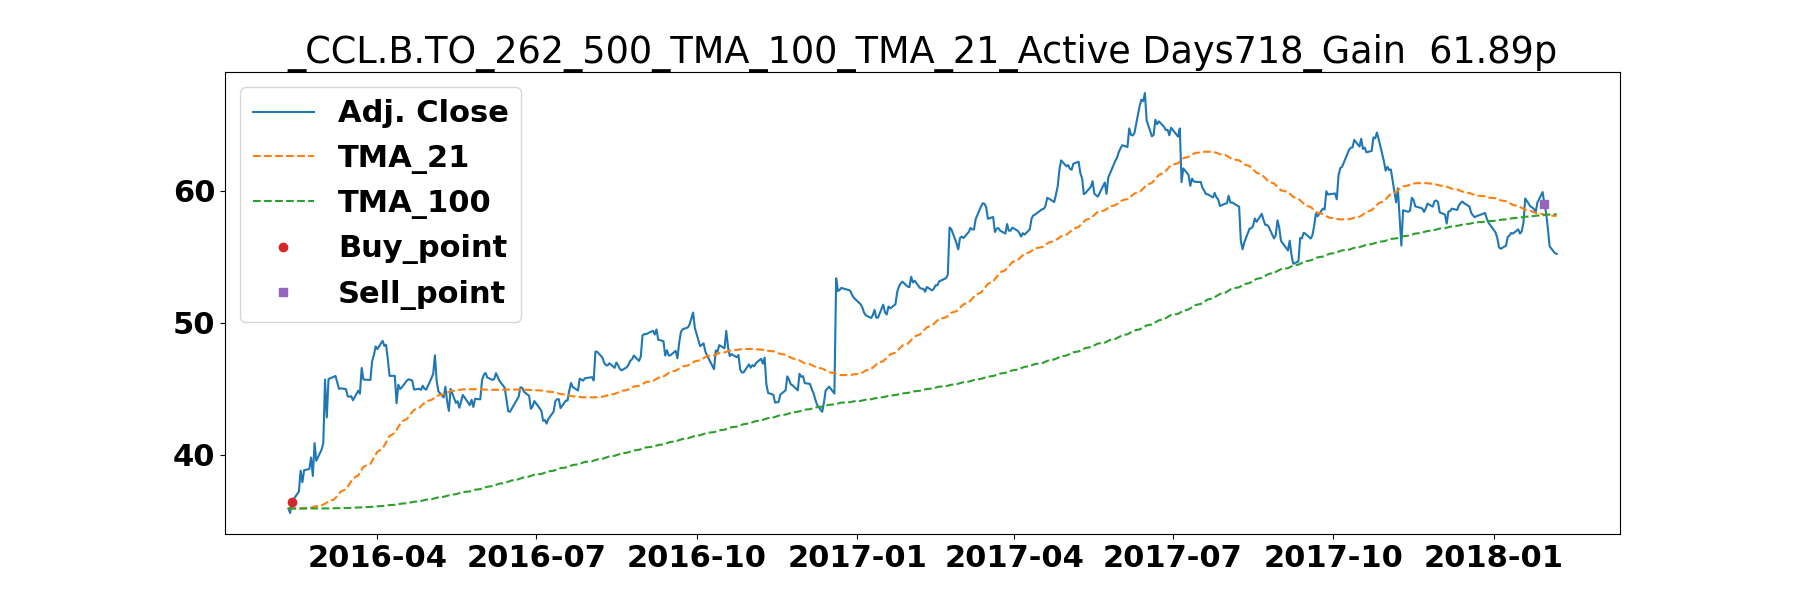 _CCL.B.TO_262_500_TMA_100_TMA_21_Active Days718_Gain  61.89p
Adj. Close
TMA_21
TMA_100
Buy_point
Sell_point
60
50
40
2016-04 2016-07 2016-10 2017-01 2017-04 2017-07 2017-10 2018-01